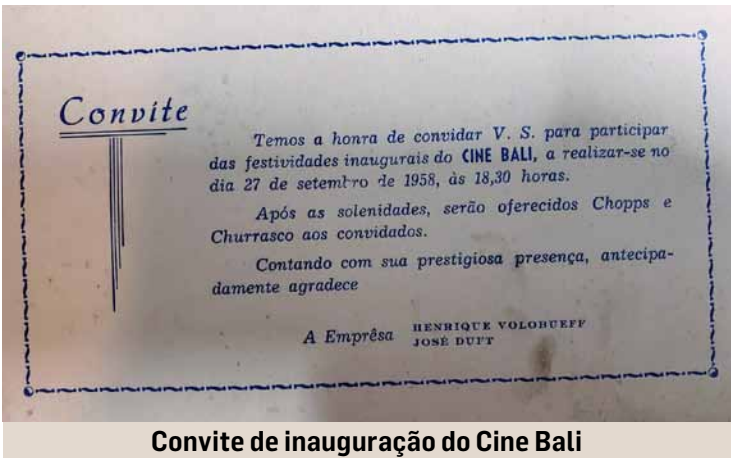 Convite
Temos a honra de convidar V. S. para participar
das festividades inaugurais do CINE BALI, a realizar-se no
dia 27 de setembro de 1958, às 18,30 horas.
Após as solenidades, serão oferecidos Chopps e
Churrasco aos convidados.
Contando com sua prestigiosa presença, antecipa-
damente agradece
A Emprêsa HENRIQUE VOLOHUEFF
JOSÉ DUFT
Convite de inauguração do Cine Bali